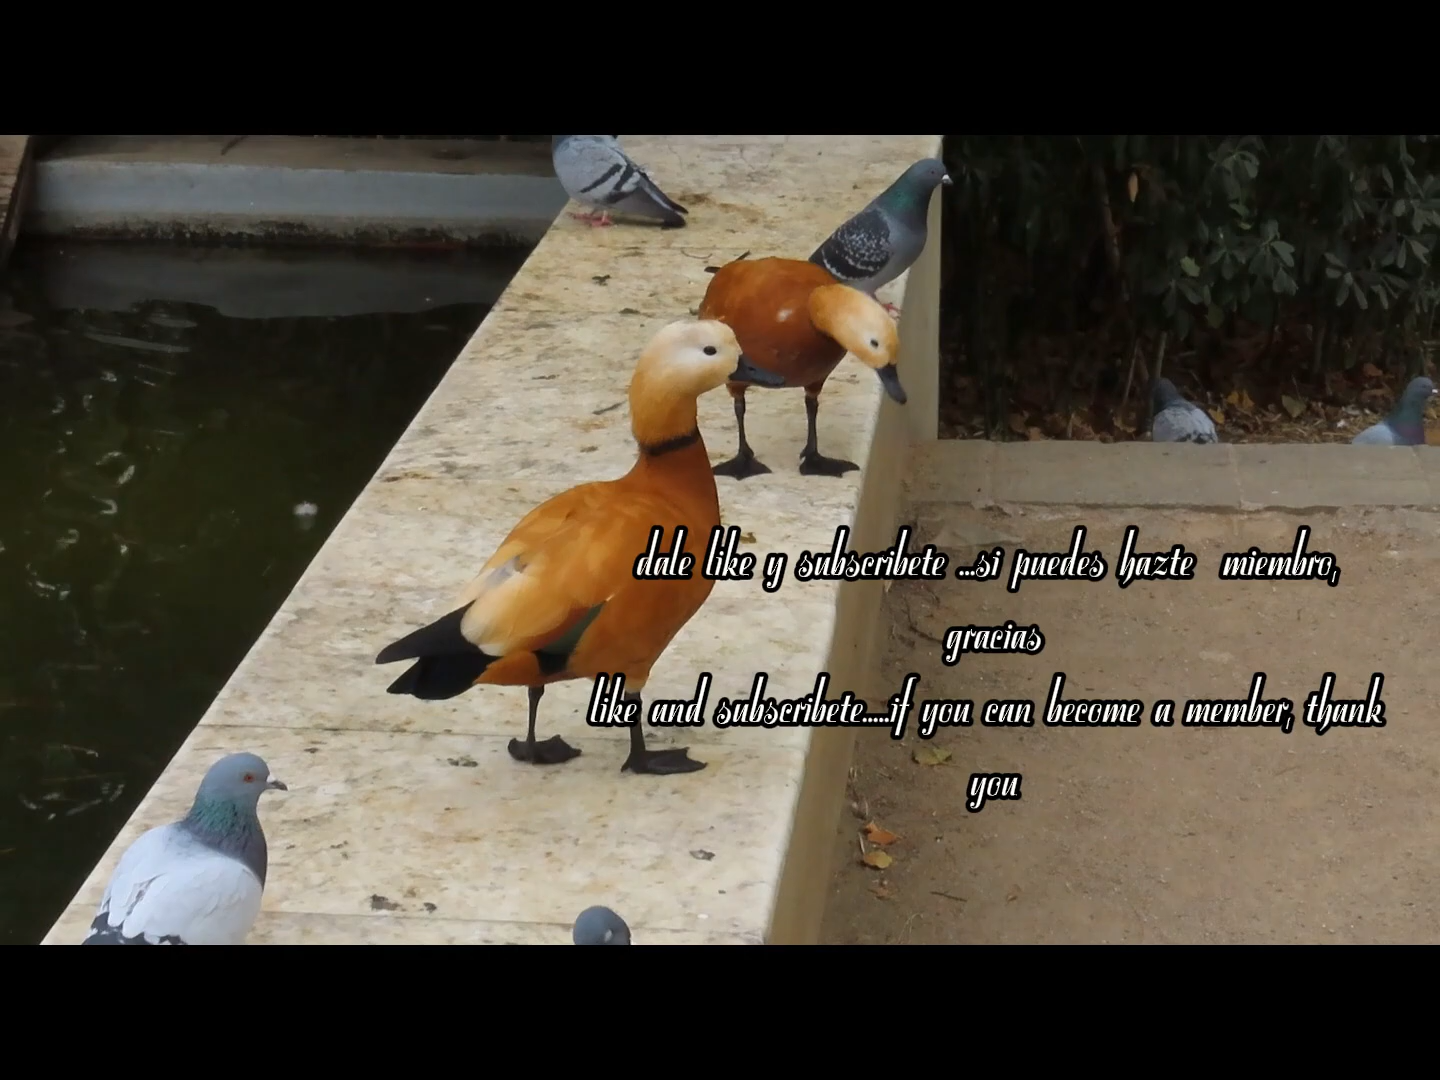 dale like y subscribete ...si puedes hazte miembro,
gracias
like and subscribete.....if you can become a member, thank
you